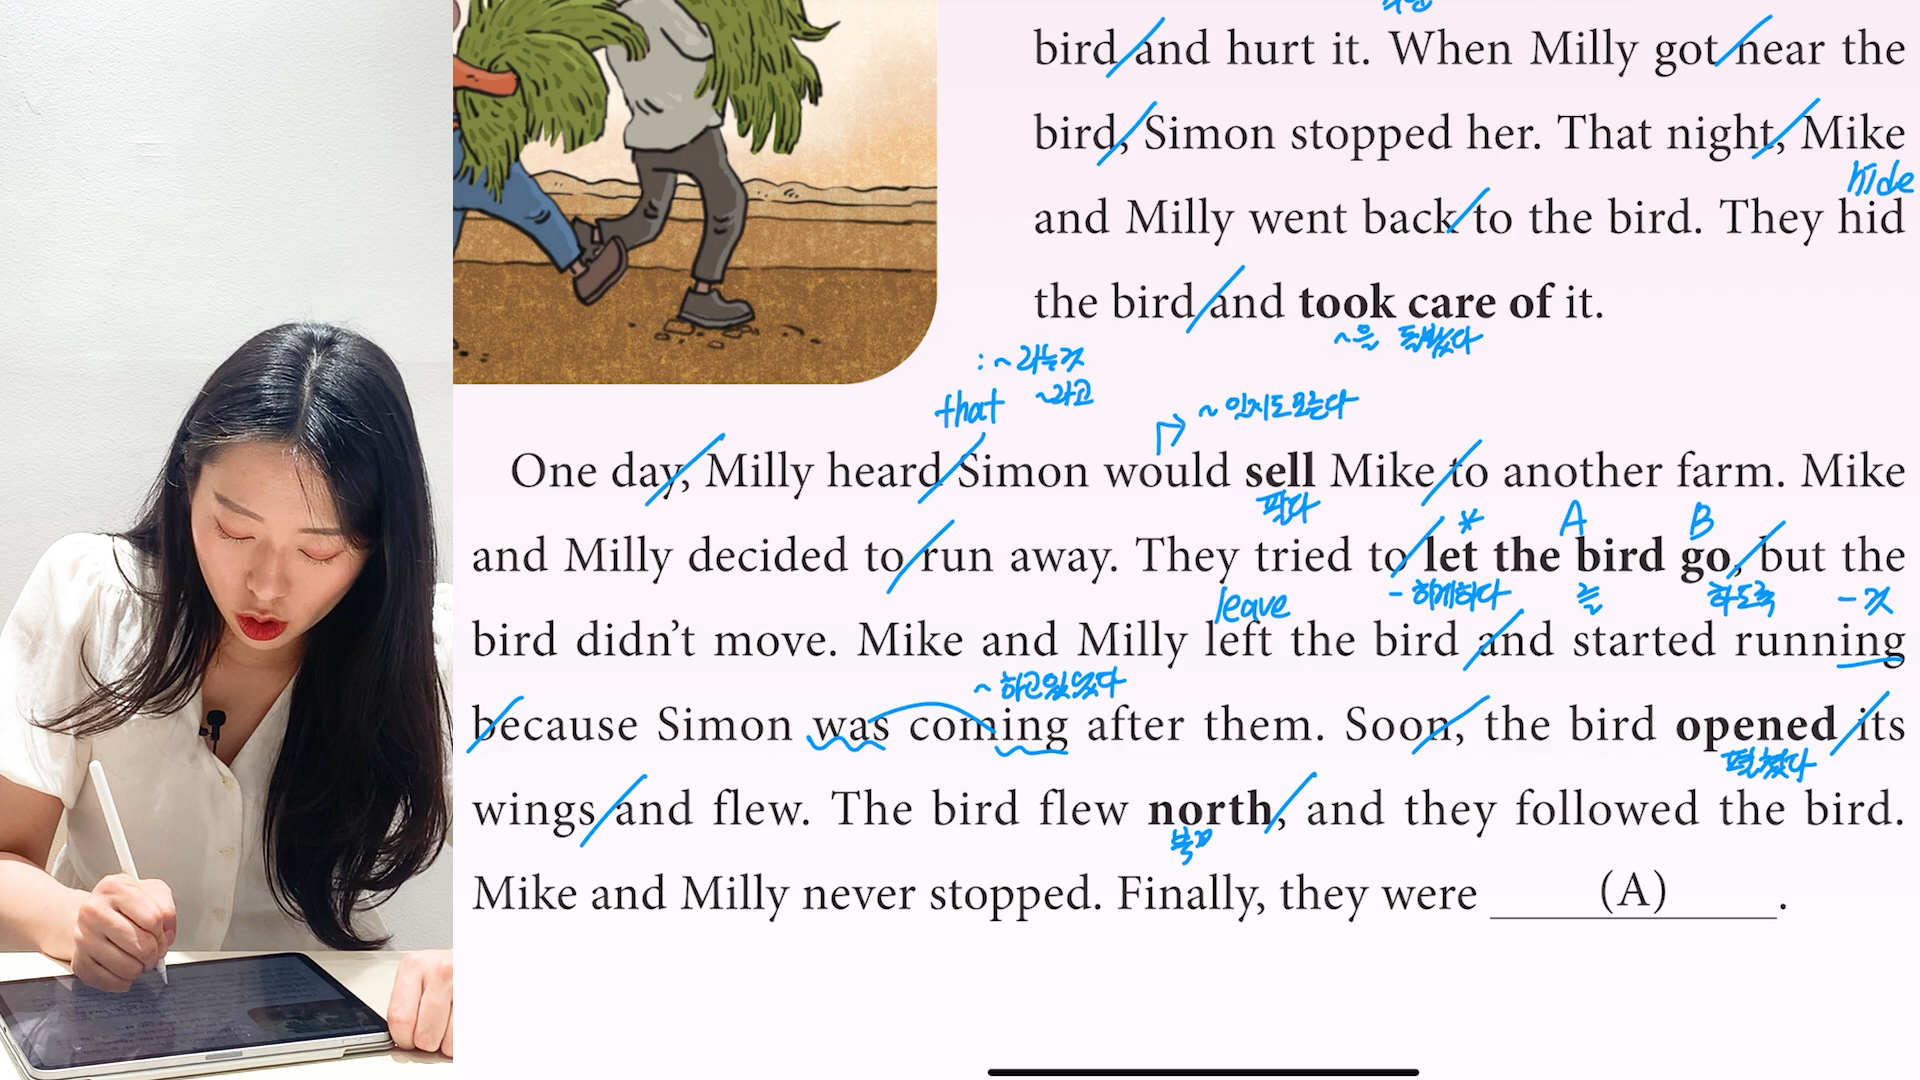 bird and hurt it. When Milly got near the
bird, Simon stopped her. That night, Mike
hide
and Milly went back to the bird. They hid
the bird and took care of it.
~을 돌봤다
: ~라는것
that ~라고
~일지도모른다
One day, Milly heard Simon would sell Mike to another farm. Mike
팔다
* A B
and Milly decided to run away. They tried to let the bird go, but the
leave -하게하다 를 하도록 -것
bird didn't move. Mike and Milly left the bird and started running
~하고있었다
because Simon was coming after them. Soon, the bird opened its
펼쳤다
wings and flew. The bird flew north, and they followed the bird.
북쪽
Mike and Milly never stopped. Finally, they were (A) .